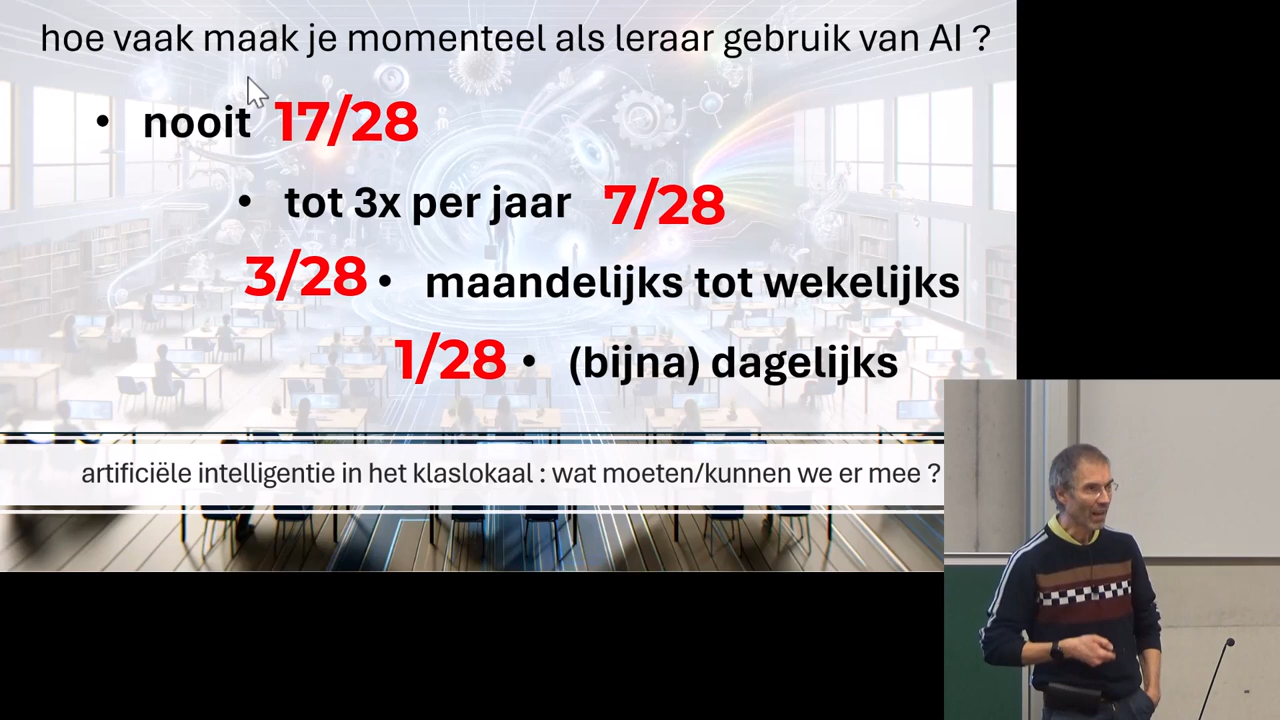 hoe vaak maak je momenteel als leraar gebruik van AI ?
• nooit 17/28
• tot 3x per jaar 7/28
3/28 • maandelijks tot wekelijks
1/28 • (bijna) dagelijks
artificiële intelligentie in het klaslokaal : wat moeten/kunnen we er mee ?